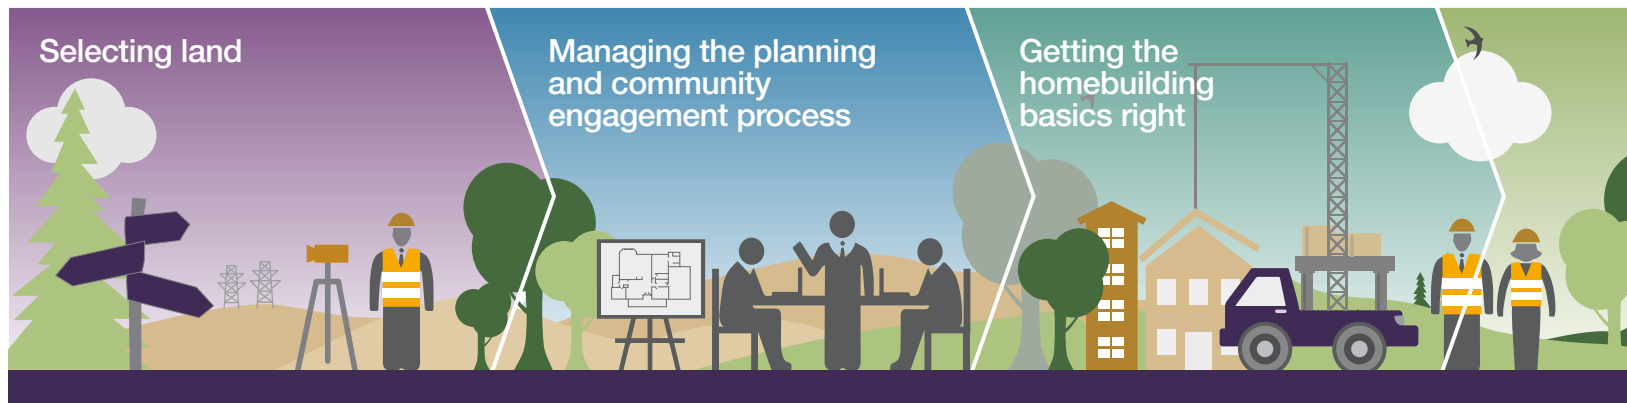 Selecting land
Managing the planning
and community
engagement process
Getting the
homebuilding
basics right